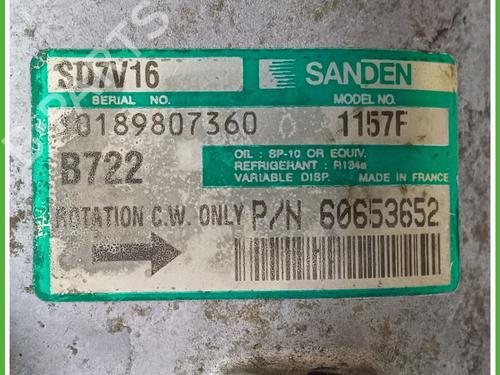 SD7V16 SANDEN
SERIAL NO. MODEL NO.
10189807360 1157F
B722
OIL : SP-10 OR EQUIV.
REFRIGERANT : R134a
VARIABLE DISP. MADE IN FRANCE
ROTATION C.W. ONLY P/N 60653652